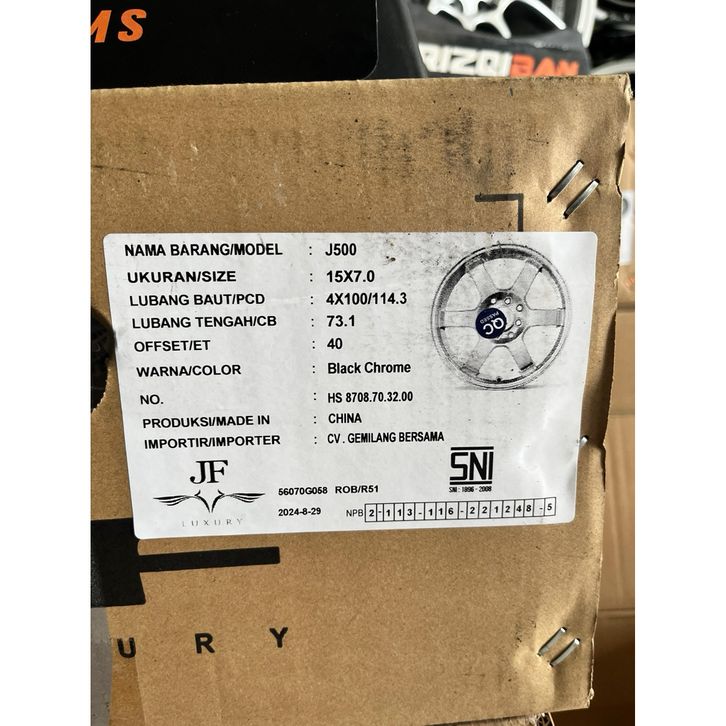 MS
RIZQIBAN
NAMA BARANG/MODEL : J500
UKURAN/SIZE : 15X7.0
LUBANG BAUT/PCD : 4X100/114.3
LUBANG TENGAH/CB : 73.1
OFFSET/ET : 40
WARNA/COLOR : Black Chrome
NO. : HS 8708.70.32.00
PRODUKSI/MADE IN : CHINA
IMPORTIR/IMPORTER : CV. GEMILANG BERSAMA
QC
PASSED
JF
LUXURY
56070G058 ROB/R51
2024-8-29
SNI
SNI : 1896 - 2008
NPB 2-113-116-221248-5
URY